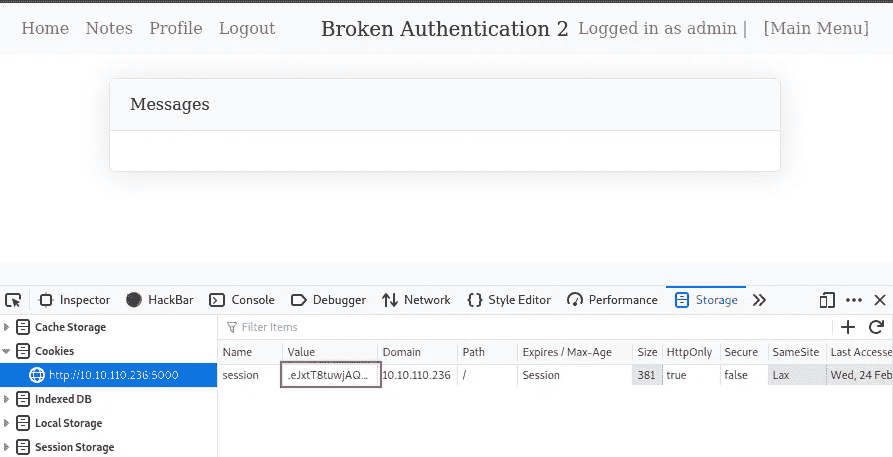 Home Notes Profile Logout Broken Authentication 2 Logged in as admin | [Main Menu]
Messages
Inspector HackBar Console Debugger Network Style Editor Performance Storage
Cache Storage
Filter Items
Cookies
Name Value Domain Path Expires / Max-Age Size HttpOnly Secure SameSite Last Accesse
http://10.10.110.236:5000
session .eJxtT8tuwjAQ... 10.10.110.236 / Session 381 true false Lax Wed, 24 Feb
Indexed DB
Local Storage
Session Storage